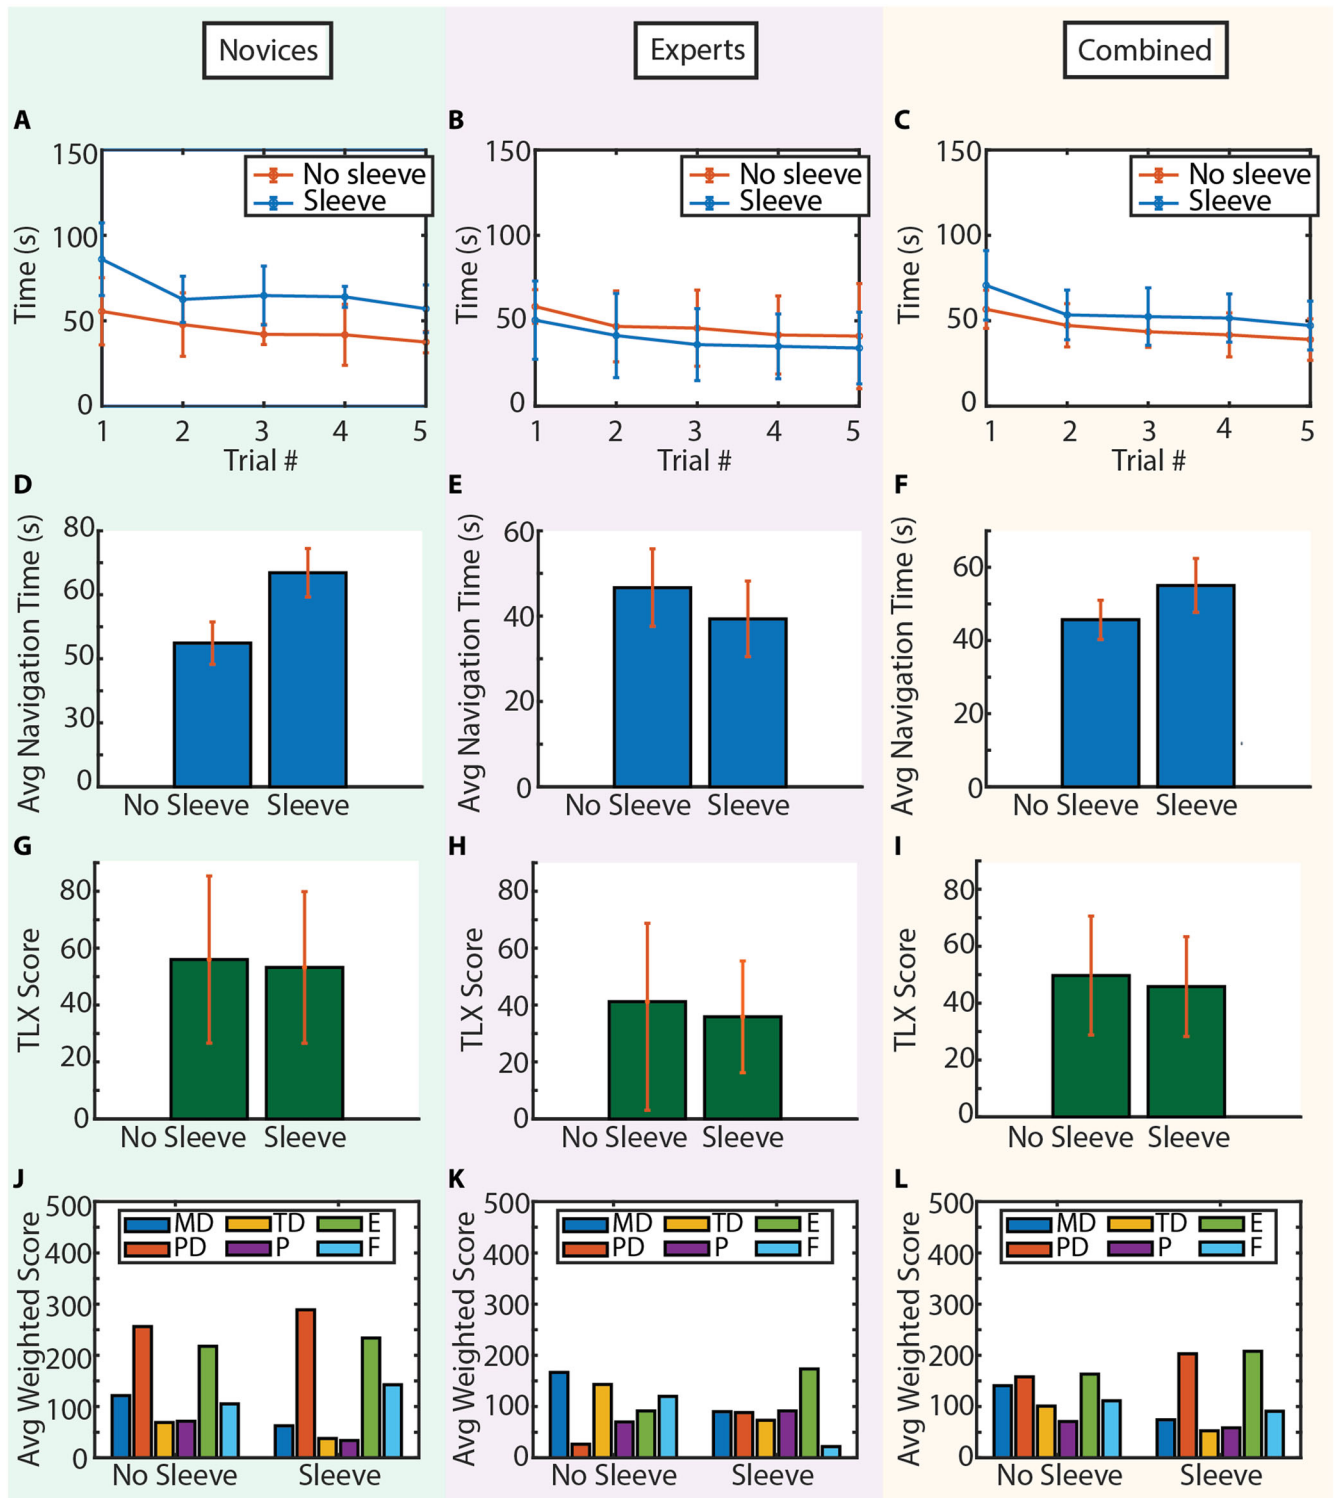 Novices
Experts
Combined
A
B
C
150
100
50
0
Time (s)
No sleeve
Sleeve
1 2 3 4 5
Trial #
150
100
50
0
Time (s)
No sleeve
Sleeve
1 2 3 4 5
Trial #
150
100
50
0
Time (s)
No sleeve
Sleeve
1 2 3 4 5
Trial #
D
E
F
80
60
50
30
0
Avg Navigation Time (s)
No Sleeve Sleeve
60
40
20
0
Avg Navigation Time (s)
No Sleeve Sleeve
60
40
20
0
Avg Navigation Time (s)
No Sleeve Sleeve
G
H
I
80
60
40
20
0
TLX Score
No Sleeve Sleeve
80
60
40
20
0
TLX Score
No Sleeve Sleeve
80
60
40
20
0
TLX Score
No Sleeve Sleeve
J
K
L
500
400
300
200
100
0
Avg Weighted Score
MD TD E
PD P F
No Sleeve Sleeve
500
400
300
200
100
0
Avg Weighted Score
MD TD E
PD P F
No Sleeve Sleeve
500
400
300
200
100
0
Avg Weighted Score
MD TD E
PD P F
No Sleeve Sleeve